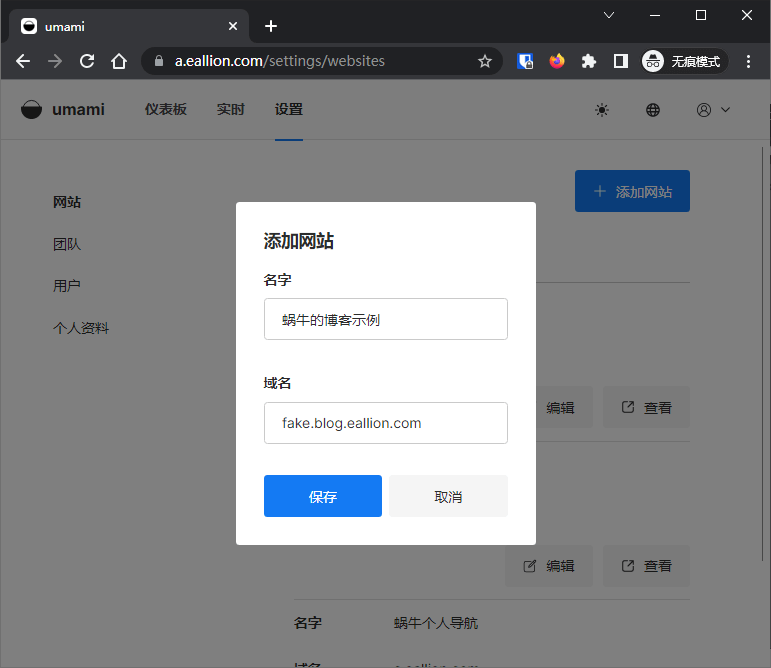 umami
a.eallion.com/settings/websites
无痕模式
umami 仪表板 实时 设置
添加网站
网站
团队
用户
个人资料
添加网站
名字
蜗牛的博客示例
域名
fake.blog.eallion.com
保存 取消
编辑 查看
编辑 查看
名字 蜗牛个人导航